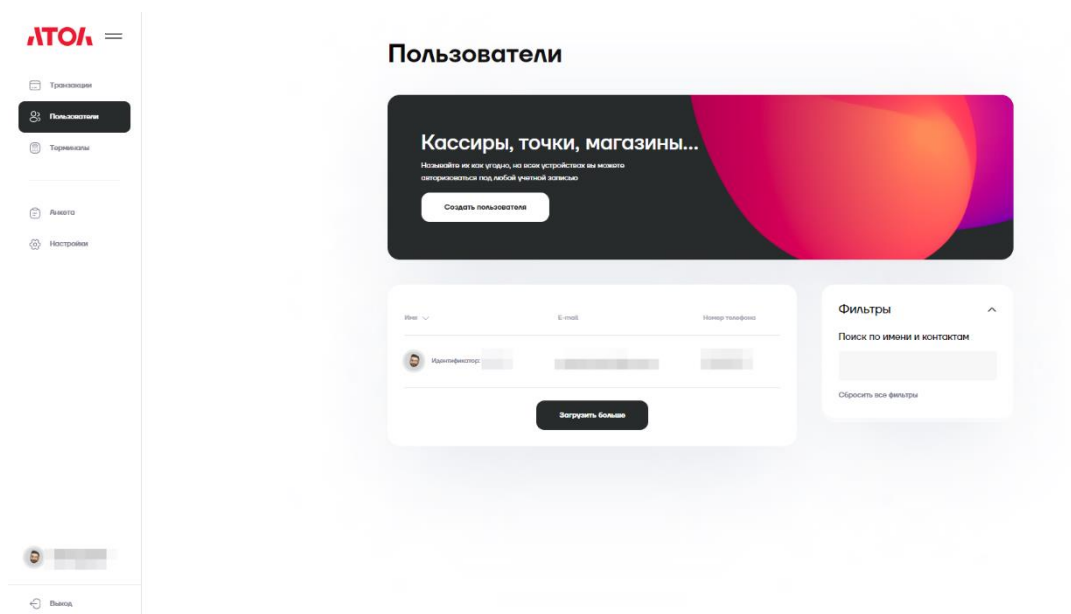 АТОЛ
Транзакции
Пользователи
Терминалы
Анкета
Настройки
Выход
Пользователи
Кассиры, точки, магазины...
Называйте их как угодно, на всех устройствах вы можете
авторизоваться под любой учетной записью
Создать пользователя
Имя E-mail Номер телефона
Идентификатор:
Загрузить больше
Фильтры
Поиск по имени и контактам
Сбросить все фильтры